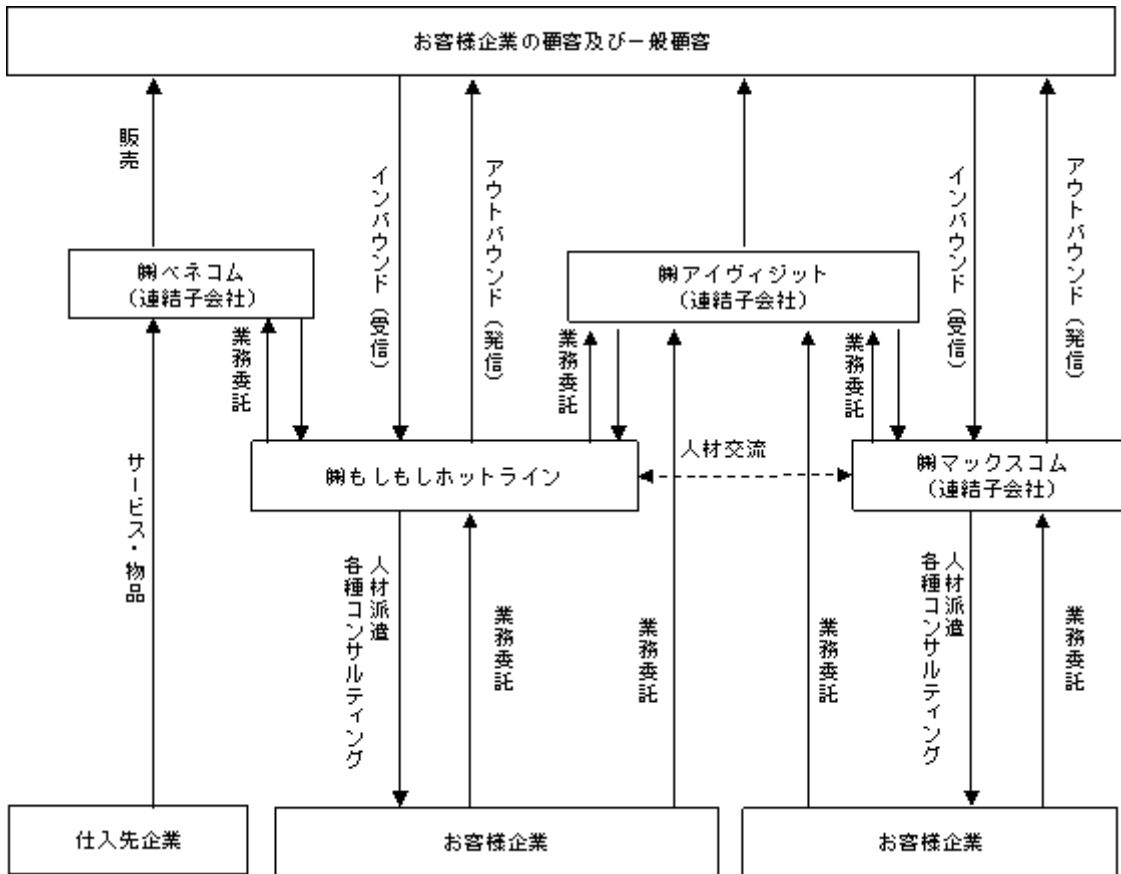 お客様企業の顧客及び一般顧客
販売
インバウンド(受信)
アウトバウンド(発信)
インバウンド(受信)
アウトバウンド(発信)
㈱ベネコム
(連結子会社)
㈱アイヴィジット
(連結子会社)
業務委託
業務委託
業務委託
㈱もしもしホットライン
人材交流
㈱マックスコム
(連結子会社)
サービス・物品
人材派遣
各種コンサルティング
業務委託
業務委託
業務委託
人材派遣
各種コンサルティング
業務委託
仕入先企業
お客様企業
お客様企業